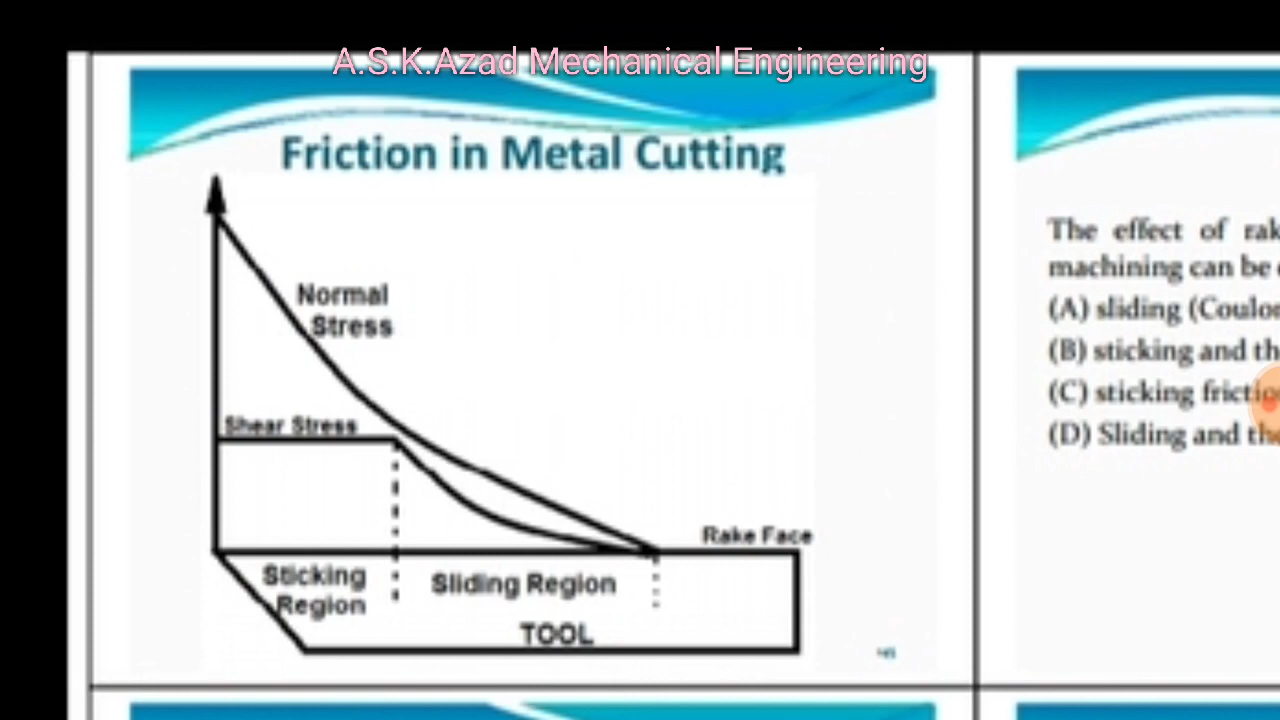 A.S.K.Azad Mechanical Engineering
Friction in Metal Cutting
Normal
Stress
Shear Stress
Rake Face
Sticking
Region
Sliding Region
TOOL
The effect of
machining can be
(A) sliding
(B) sticking and
(C) sticking
(D) Sliding and